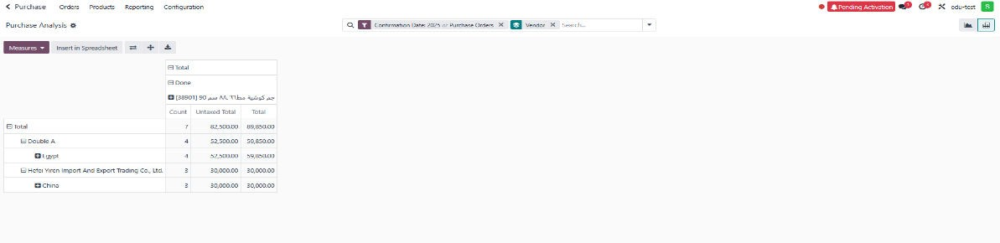 Purchase Orders Products Reporting Configuration Pending Activation 1 3 edu-test S
Purchase Analysis Confirmation Date: 2025 or Purchase Orders Vendor Search...
Measures Insert in Spreadsheet
Total
Done
[38901] جم كوشية مط٦٦ .٨٨ سم 90
Count Untaxed Total Total
Total 7 82,500.00 89,850.00
Double A 4 52,500.00 59,850.00
Egypt 4 52,500.00 59,850.00
Hefei Yiren Import And Export Trading Co., Ltd. 3 30,000.00 30,000.00
China 3 30,000.00 30,000.00